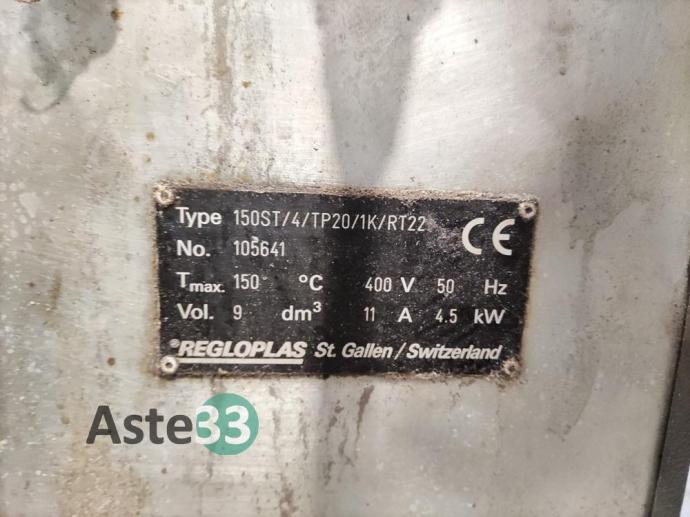 Type 150ST/4/TP20/1K/RT22
CE
No. 105641
Tmax. 150 °C 400 V 50 Hz
Vol. 9 dm³ 11 A 4.5 kW
®REGLOPLAS St. Gallen / Switzerland
Aste33